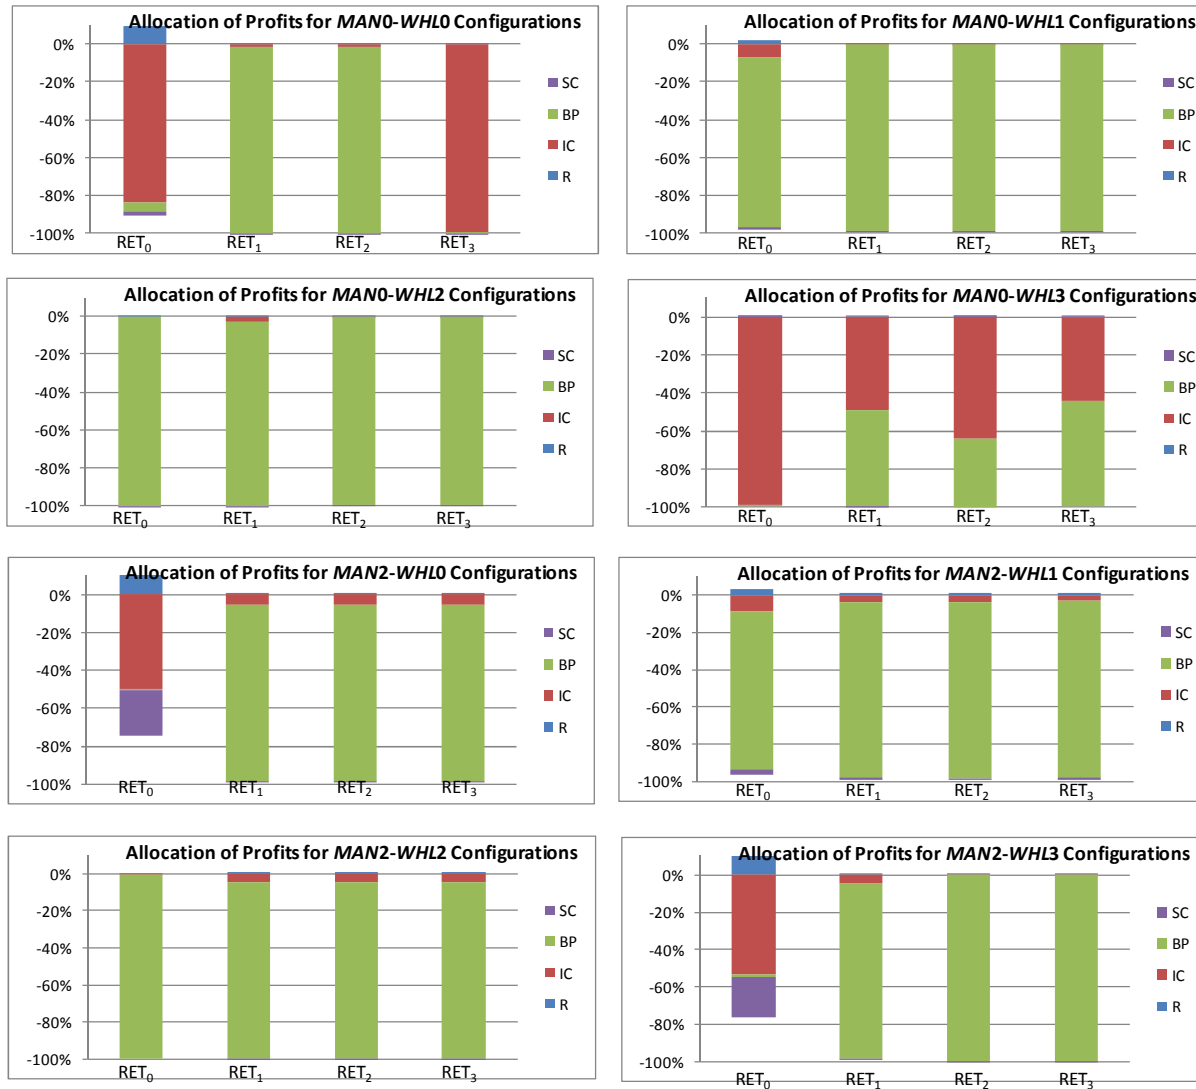 Allocation of Profits for MAN0-WHL0 Configurations
0%
-20%
-40%
-60%
-80%
-100%
RET0 RET1 RET2 RET3
SC
BP
IC
R
Allocation of Profits for MAN0-WHL1 Configurations
0%
-20%
-40%
-60%
-80%
-100%
RET0 RET1 RET2 RET3
SC
BP
IC
R
Allocation of Profits for MAN0-WHL2 Configurations
0%
-20%
-40%
-60%
-80%
-100%
RET0 RET1 RET2 RET3
SC
BP
IC
R
Allocation of Profits for MAN0-WHL3 Configurations
0%
-20%
-40%
-60%
-80%
-100%
RET0 RET1 RET2 RET3
SC
BP
IC
R
Allocation of Profits for MAN2-WHL0 Configurations
0%
-20%
-40%
-60%
-80%
-100%
RET0 RET1 RET2 RET3
SC
BP
IC
R
Allocation of Profits for MAN2-WHL1 Configurations
0%
-20%
-40%
-60%
-80%
-100%
RET0 RET1 RET2 RET3
SC
BP
IC
R
Allocation of Profits for MAN2-WHL2 Configurations
0%
-20%
-40%
-60%
-80%
-100%
RET0 RET1 RET2 RET3
SC
BP
IC
R
Allocation of Profits for MAN2-WHL3 Configurations
0%
-20%
-40%
-60%
-80%
-100%
RET0 RET1 RET2 RET3
SC
BP
IC
R